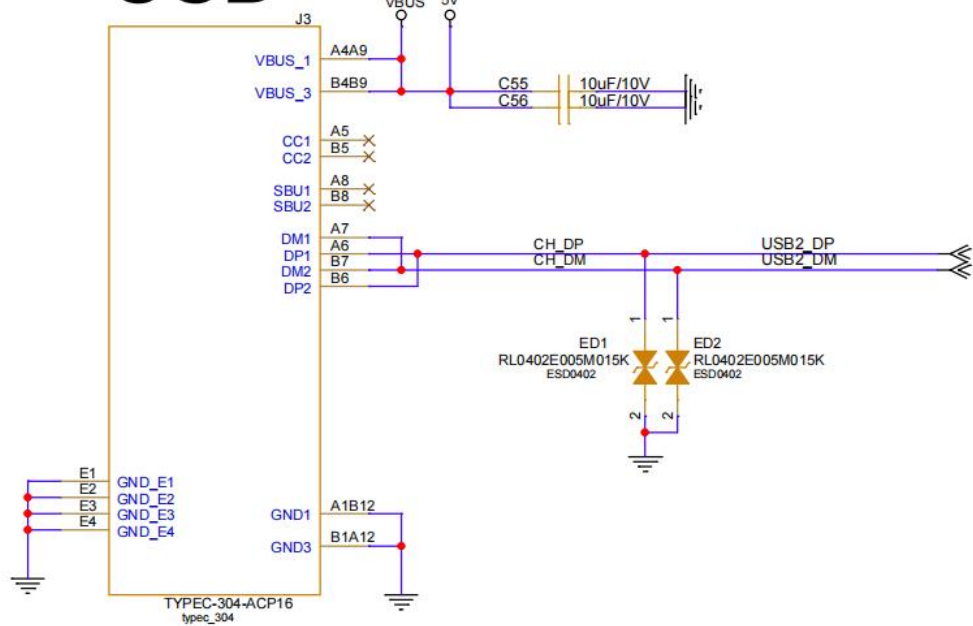 USB
VBUS 5V
J3
VBUS_1 A4A9
VBUS_3 B4B9
C55 10uF/10V
C56 10uF/10V
CC1 A5
CC2 B5
SBU1 A8
SBU2 B8
DM1 A7
DP1 A6
DM2 B7
DP2 B6
CH_DP USB2_DP
CH_DM USB2_DM
1 1
ED1 ED2
RL0402E005M015K RL0402E005M015K
ESD0402 ESD0402
2 2
E1 GND_E1
E2 GND_E2
E3 GND_E3
E4 GND_E4
GND1 A1B12
GND3 B1A12
TYPEC-304-ACP16
typec_304